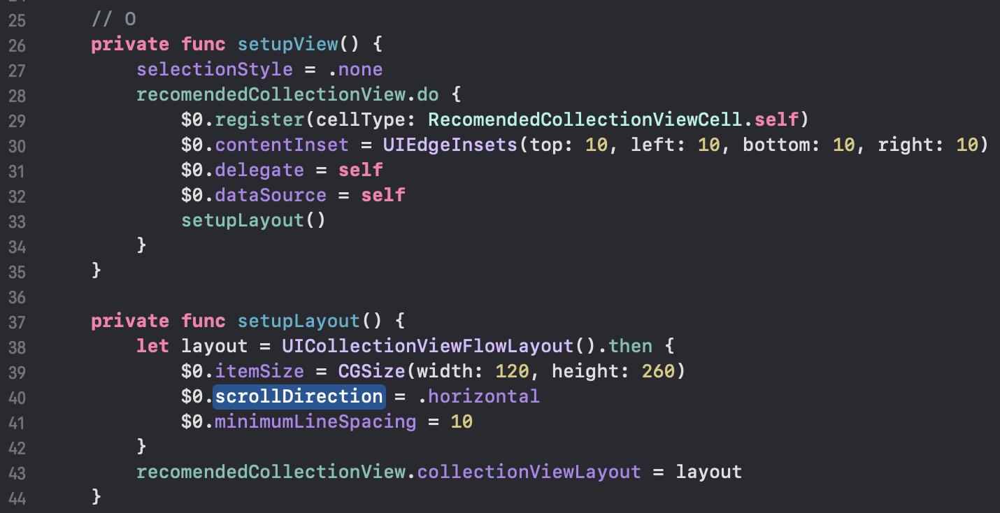 25 // O
26 private func setupView() {
27 selectionStyle = .none
28 recomendedCollectionView.do {
29 $0.register(cellType: RecomendedCollectionViewCell.self)
30 $0.contentInset = UIEdgeInsets(top: 10, left: 10, bottom: 10, right: 10)
31 $0.delegate = self
32 $0.dataSource = self
33 setupLayout()
34 }
35 }
36
37 private func setupLayout() {
38 let layout = UICollectionViewFlowLayout().then {
39 $0.itemSize = CGSize(width: 120, height: 260)
40 $0.scrollDirection = .horizontal
41 $0.minimumLineSpacing = 10
42 }
43 recomendedCollectionView.collectionViewLayout = layout
44 }